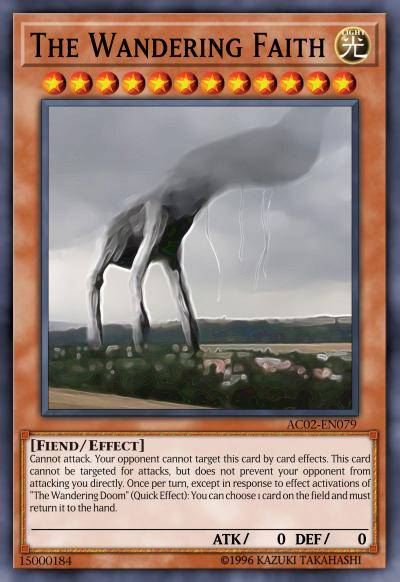 THE WANDERING FAITH
LIGHT
光
AC02-EN079
[FIEND/EFFECT]
Cannot attack. Your opponent cannot target this card by card effects. This card
cannot be targeted for attacks, but does not prevent your opponent from
attacking you directly. Once per turn, except in response to effect activations of
"The Wandering Doom" (Quick Effect): You can choose 1 card on the field and must
return it to the hand.
ATK / 0 DEF / 0
15000184
©1996 KAZUKI TAKAHASHI